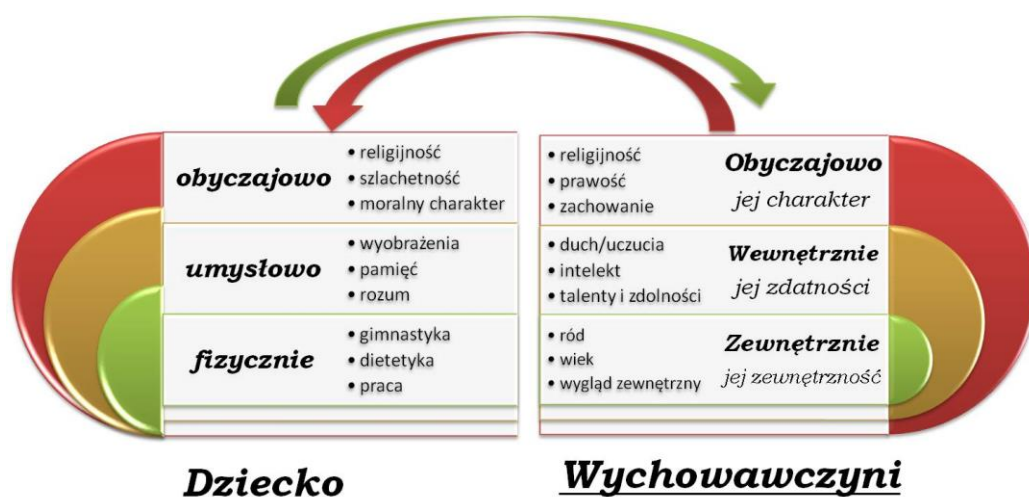 obyczajowo
• religijność
• szlachetność
• moralny charakter
umysłowo
• wyobrażenia
• pamięć
• rozum
fizycznie
• gimnastyka
• dietetyka
• praca
Dziecko
• religijność
• prawość
• zachowanie
Obyczajowo
jej charakter
• duch/uczucia
• intelekt
• talenty i zdolności
Wewnętrznie
jej zdatności
• ród
• wiek
• wygląd zewnętrzny
Zewnętrznie
jej zewnętrzność
Wychowawczyni